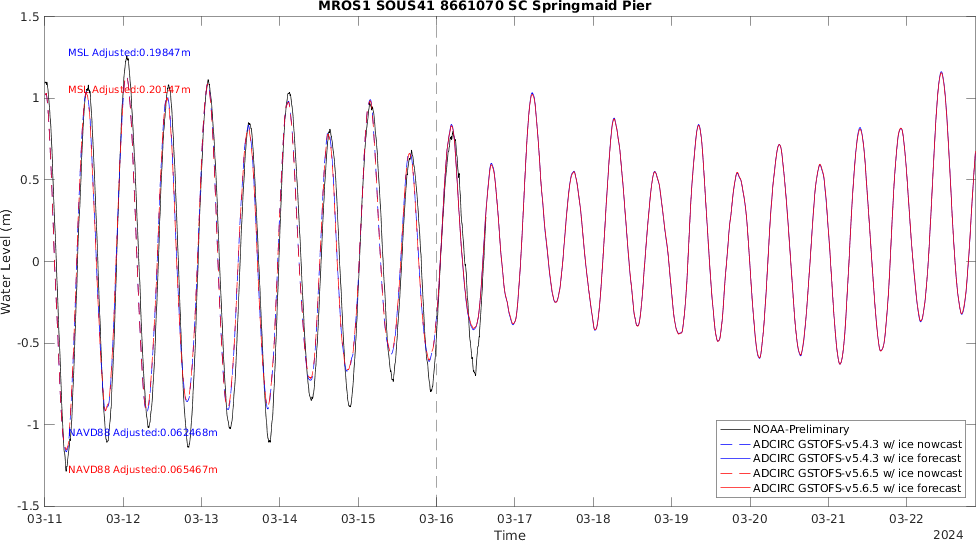 MROS1 SOUS41 8661070 SC Springmaid Pier
Water Level (m)
1.5
1
0.5
0
-0.5
-1
-1.5
MSL Adjusted:0.19847m
MSL Adjusted:0.20147m
NAVD88 Adjusted:0.062468m
NAVD88 Adjusted:0.065467m
NOAA-Preliminary
ADCIRC GSTOFS-v5.4.3 w/ ice nowcast
ADCIRC GSTOFS-v5.4.3 w/ ice forecast
ADCIRC GSTOFS-v5.6.5 w/ ice nowcast
ADCIRC GSTOFS-v5.6.5 w/ ice forecast
03-11 03-12 03-13 03-14 03-15 03-16 03-17 03-18 03-19 03-20 03-21 03-22
Time
2024